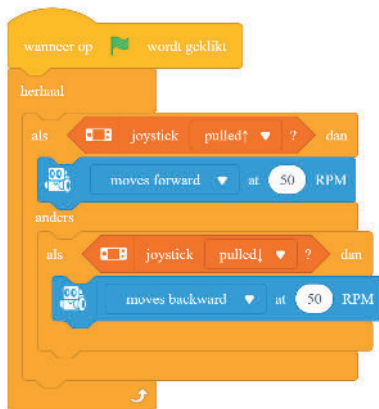 wanneer op wordt geklikt
herhaal
als joystick pulled↑ ? dan
moves forward at 50 RPM
anders
als joystick pulled↓ ? dan
moves backward at 50 RPM